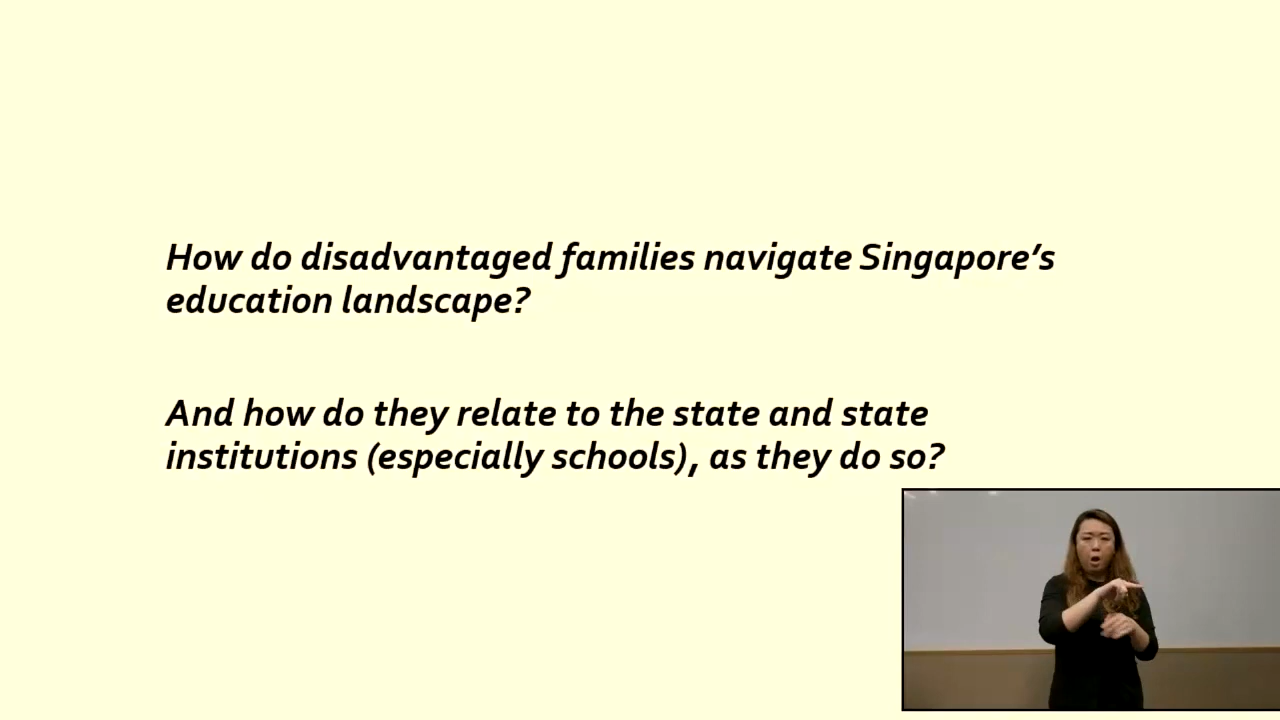 How do disadvantaged families navigate Singapore’s
education landscape?
And how do they relate to the state and state
institutions (especially schools), as they do so?